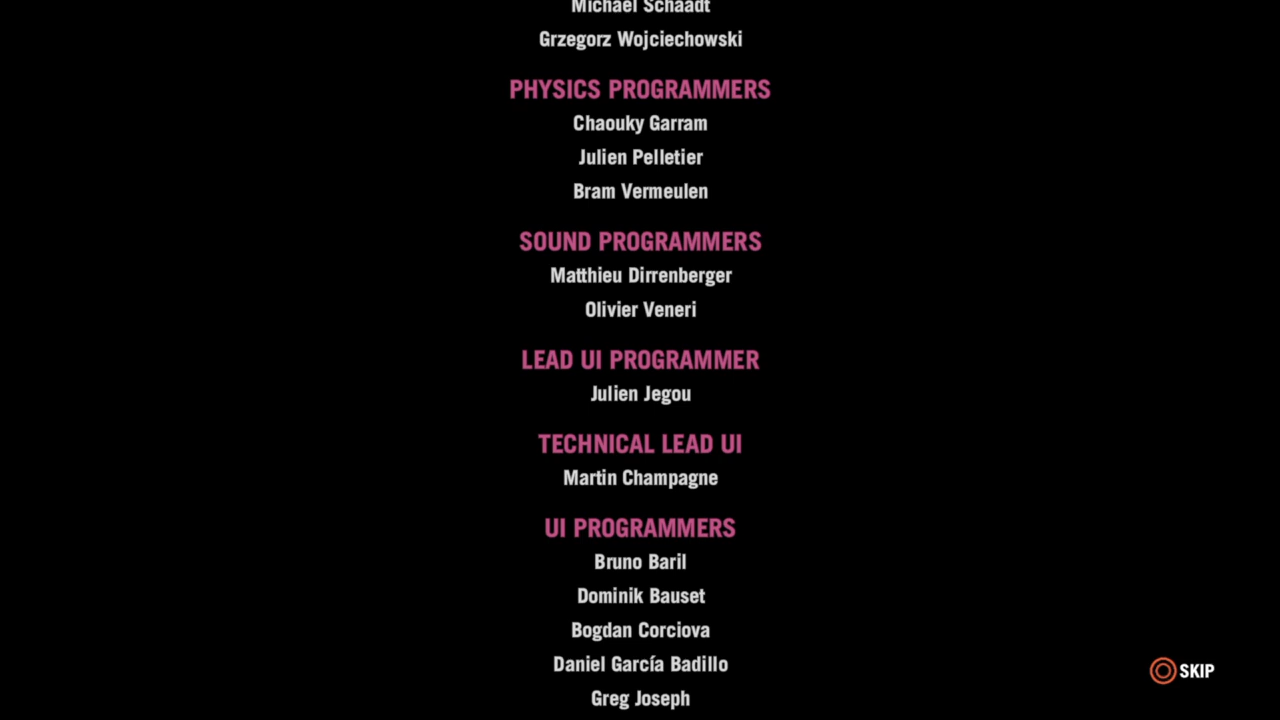 Michael Schaadt
Grzegorz Wojciechowski
PHYSICS PROGRAMMERS
Chaouky Garram
Julien Pelletier
Bram Vermeulen
SOUND PROGRAMMERS
Matthieu Dirrenberger
Olivier Veneri
LEAD UI PROGRAMMER
Julien Jegou
TECHNICAL LEAD UI
Martin Champagne
UI PROGRAMMERS
Bruno Baril
Dominik Bauset
Bogdan Corciova
Daniel García Badillo
Greg Joseph
SKIP